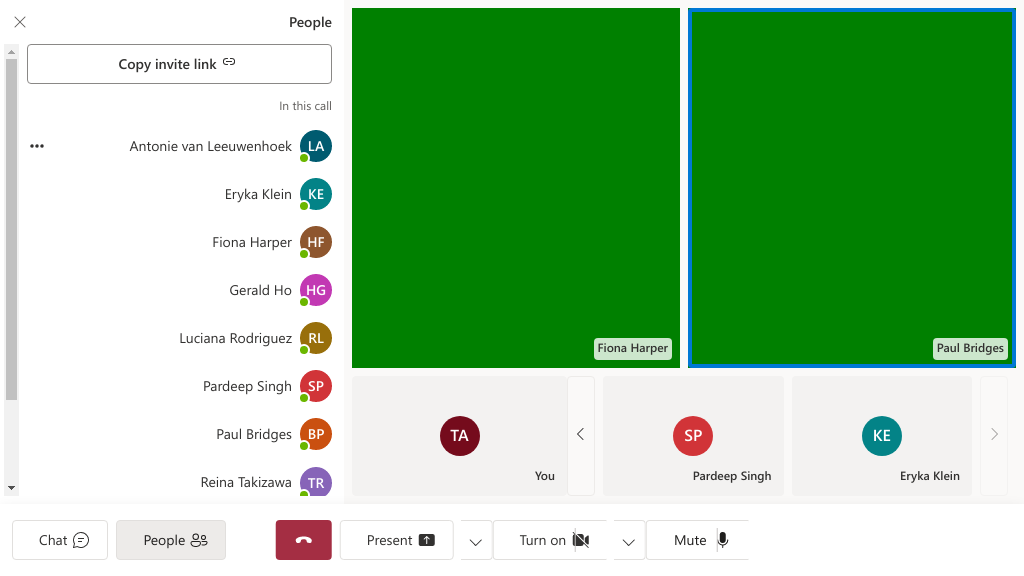 People
Copy invite link
In this call
Antonie van Leeuwenhoek LA
Eryka Klein KE
Fiona Harper HF
Gerald Ho HG
Luciana Rodriguez RL
Pardeep Singh SP
Paul Bridges BP
Reina Takizawa TR
Fiona Harper
Paul Bridges
TA
You
SP
Pardeep Singh
KE
Eryka Klein
Chat
People
Present
Turn on
Mute